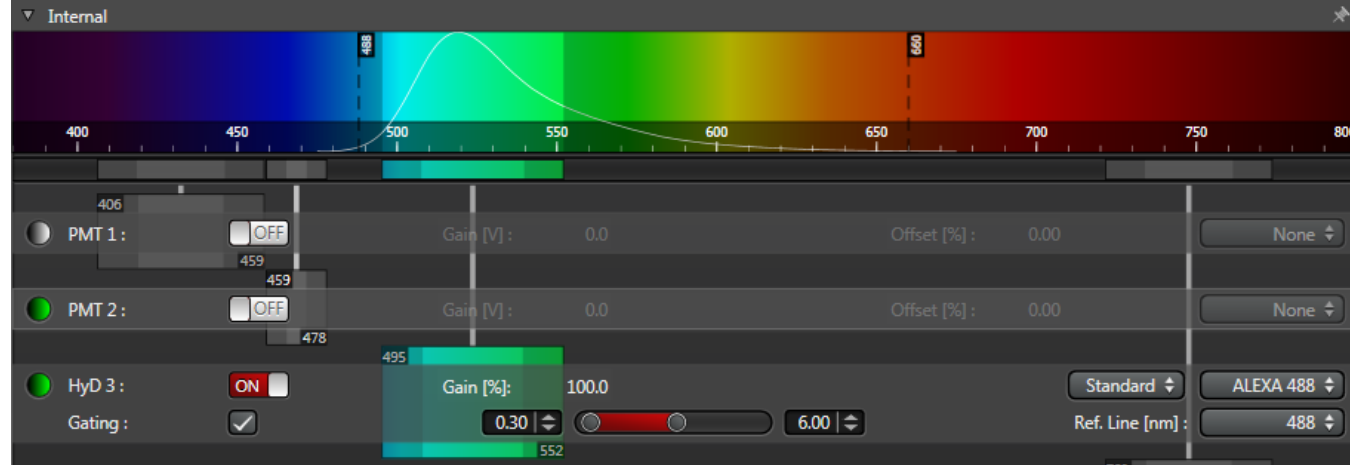 Internal
488
660
400 450 500 550 600 650 700 750 80
406
PMT 1 : OFF Gain [V] : 0.0 Offset [%] : 0.00 None
459
459
PMT 2 : OFF Gain [V] : 0.0 Offset [%] : 0.00 None
478
495
HyD 3 : ON Gain [%]: 100.0 Standard ALEXA 488
Gating : 0.30 6.00 Ref. Line [nm] : 488
552